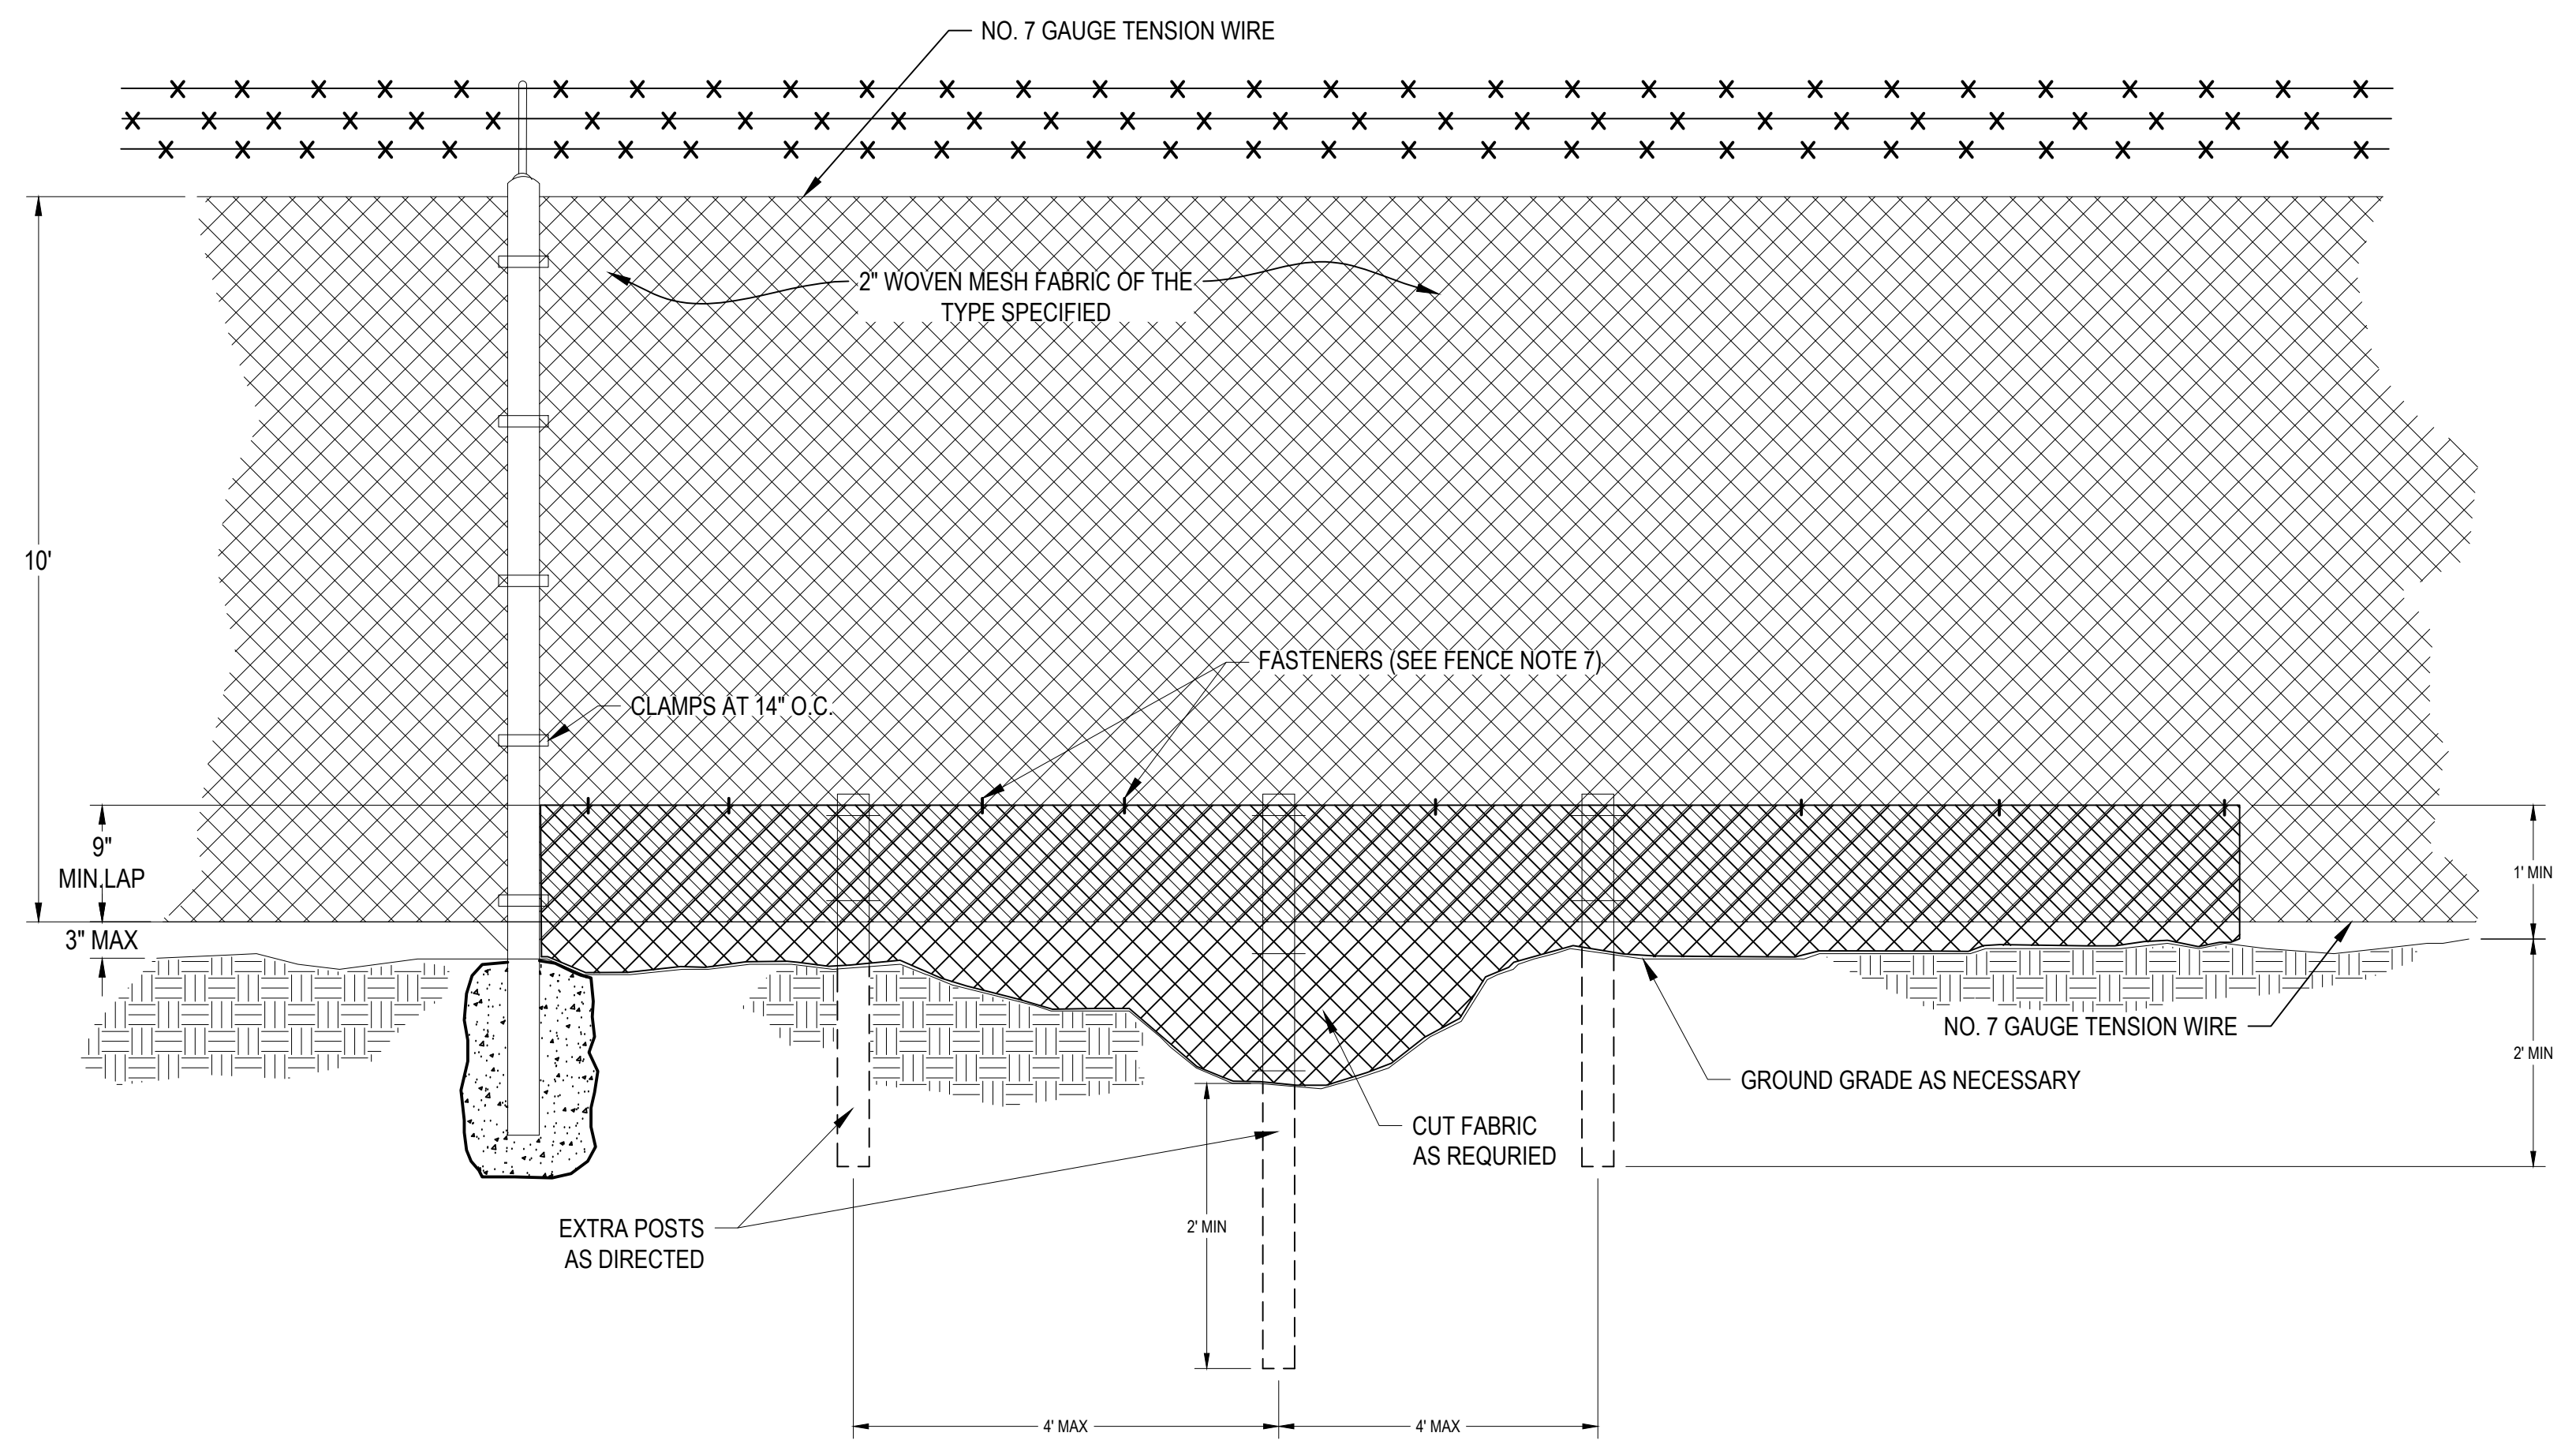 NO. 7 GAUGE TENSION WIRE
2" WOVEN MESH FABRIC OF THE
TYPE SPECIFIED
10'
FASTENERS (SEE FENCE NOTE 7)
CLAMPS AT 14" O.C.
9"
MIN.LAP
1' MIN
3" MAX
NO. 7 GAUGE TENSION WIRE
2' MIN
GROUND GRADE AS NECESSARY
CUT FABRIC
AS REQURIED
EXTRA POSTS
AS DIRECTED
2' MIN
4' MAX
4' MAX